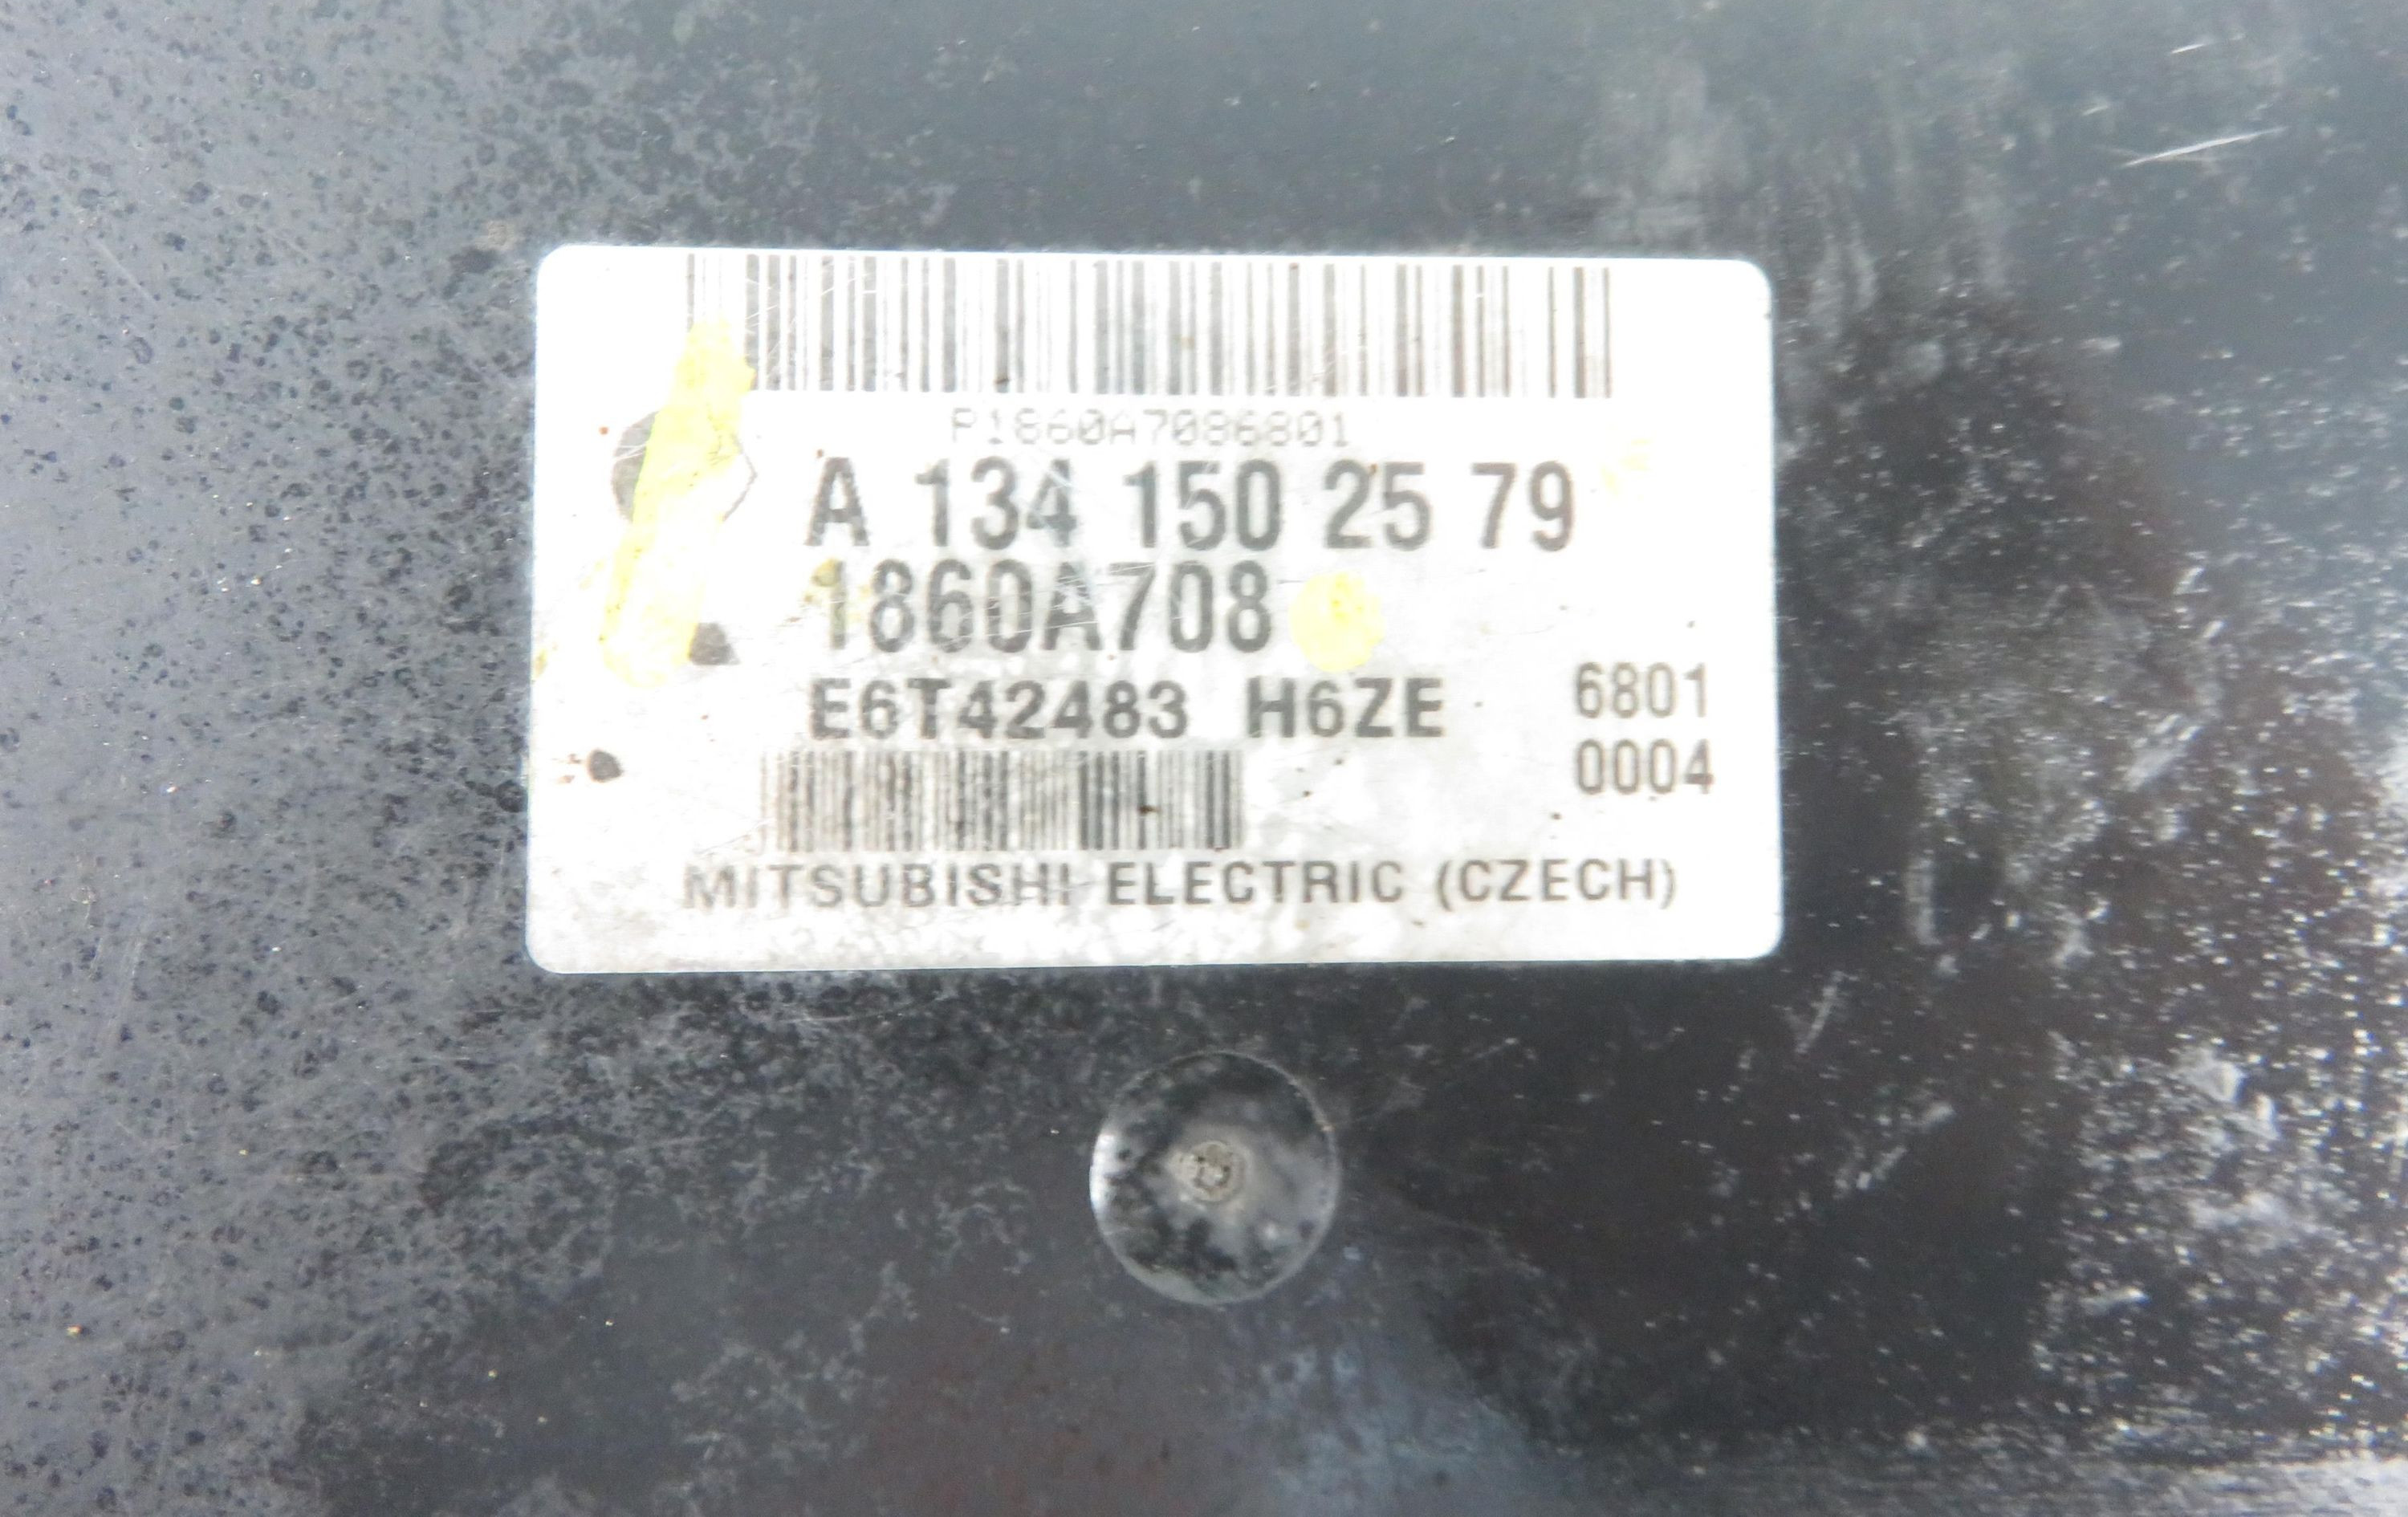 P1860A7086801
A 134 150 25 79
1860A708
E6T42483 H6ZE
6801
0004
MITSUBISHI ELECTRIC (CZECH)